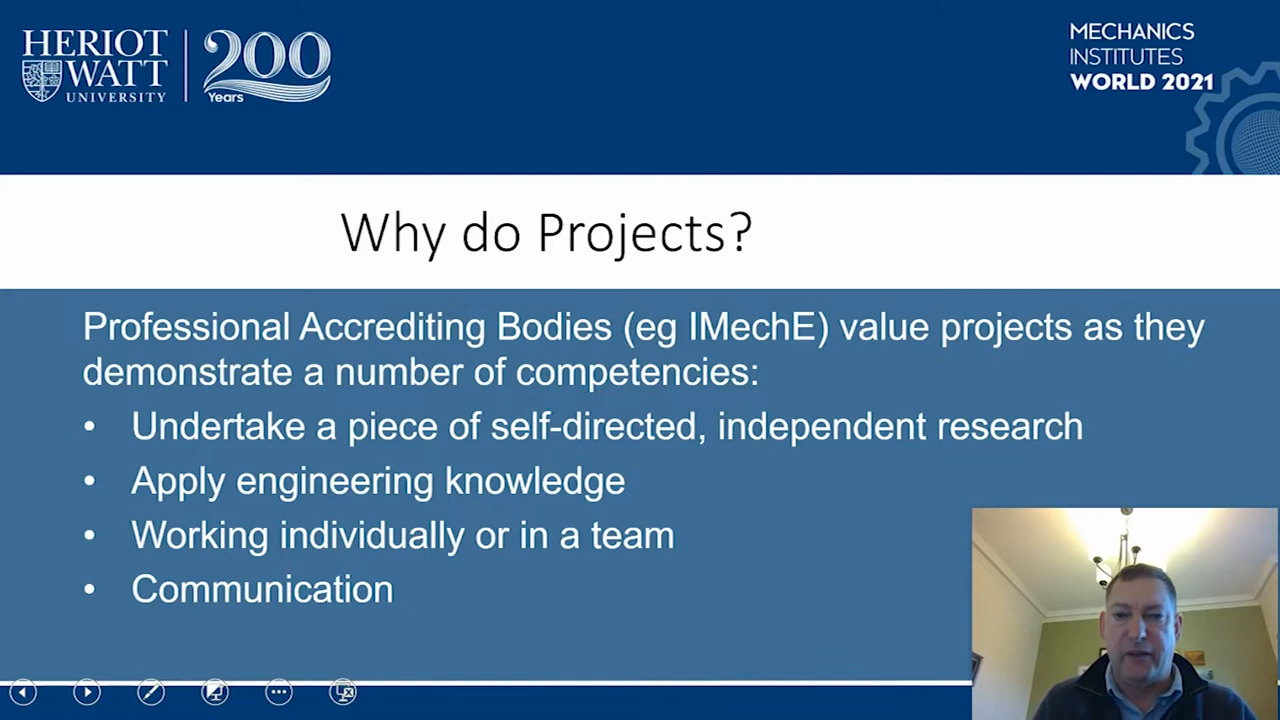 HERIOT
WATT
UNIVERSITY
200
Years
MECHANICS
INSTITUTES
WORLD 2021
Why do Projects?
Professional Accrediting Bodies (eg IMechE) value projects as they
demonstrate a number of competencies:
• Undertake a piece of self-directed, independent research
• Apply engineering knowledge
• Working individually or in a team
• Communication